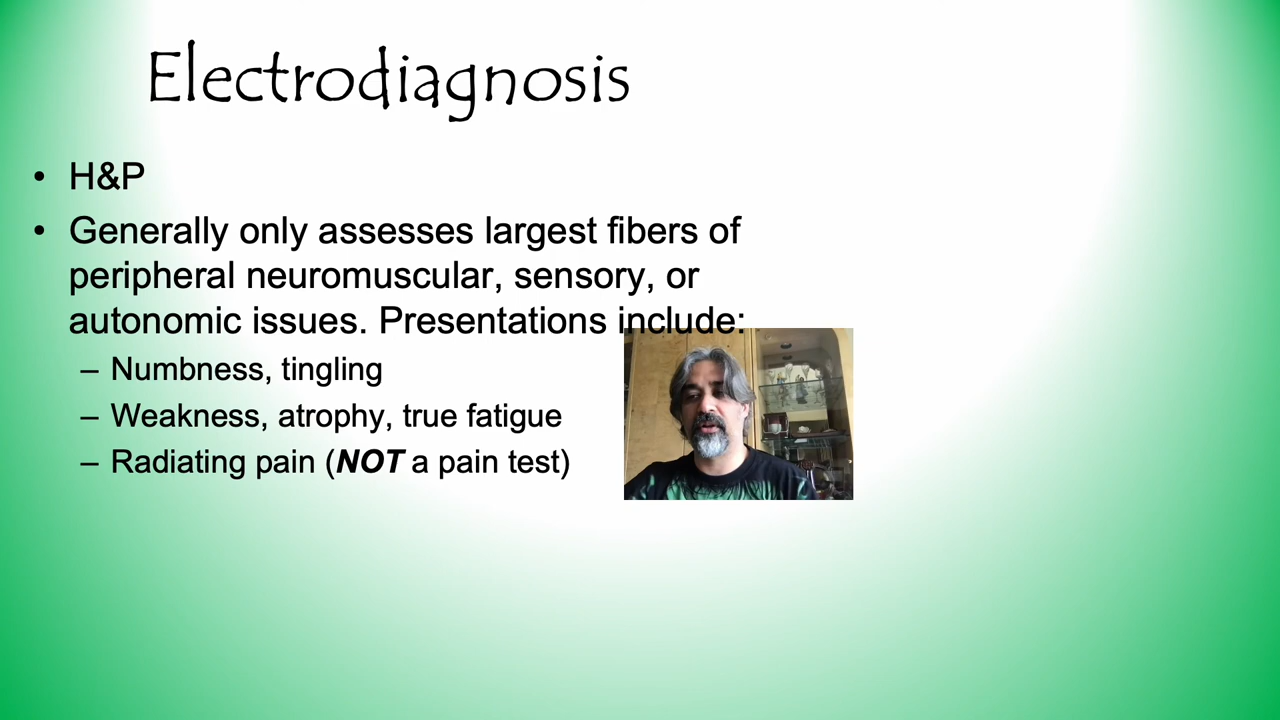 Electrodiagnosis
• H&P
• Generally only assesses largest fibers of
peripheral neuromuscular, sensory, or
autonomic issues. Presentations include:
– Numbness, tingling
– Weakness, atrophy, true fatigue
– Radiating pain (NOT a pain test)